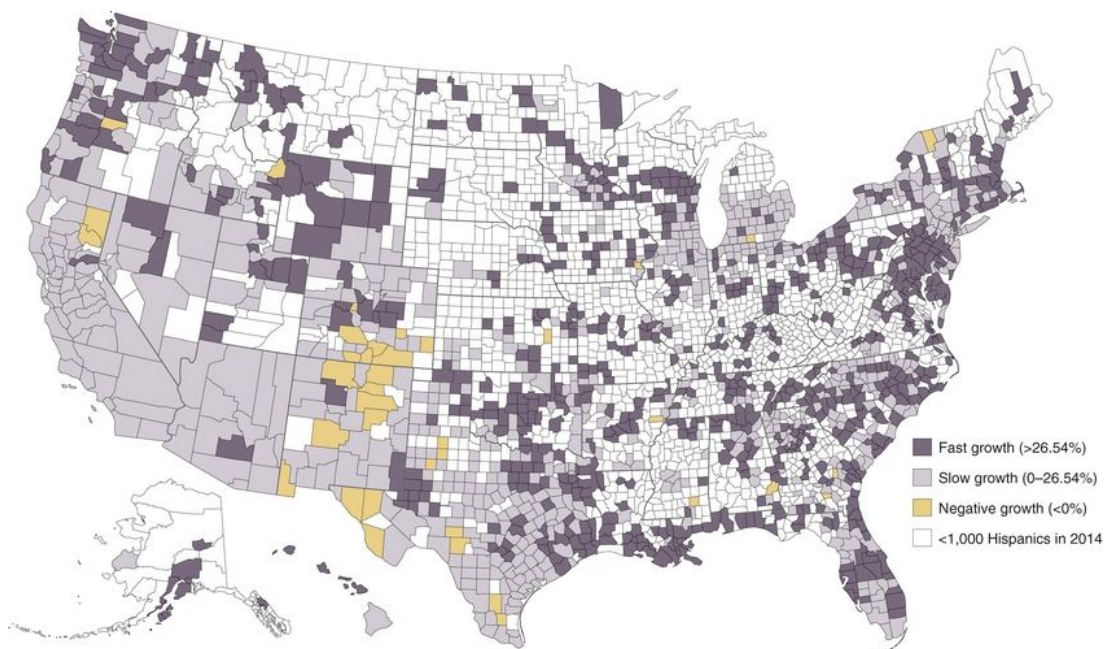 Fast growth (>26.54%)
Slow growth (0–26.54%)
Negative growth (<0%)
<1,000 Hispanics in 2014